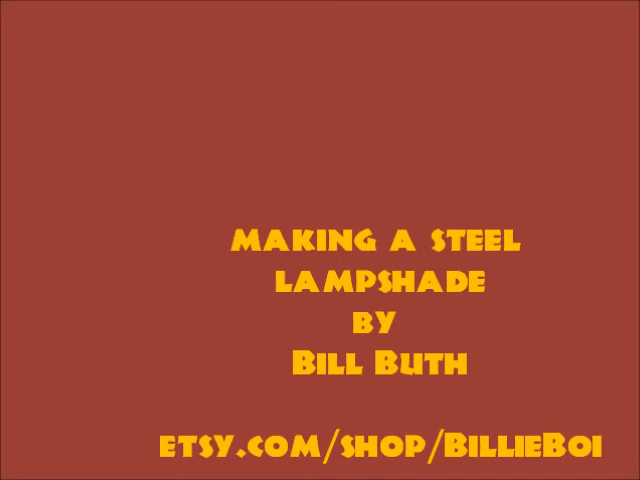 making a steel
lampshade
by
Bill Buth
etsy.com/shop/BillieBoi